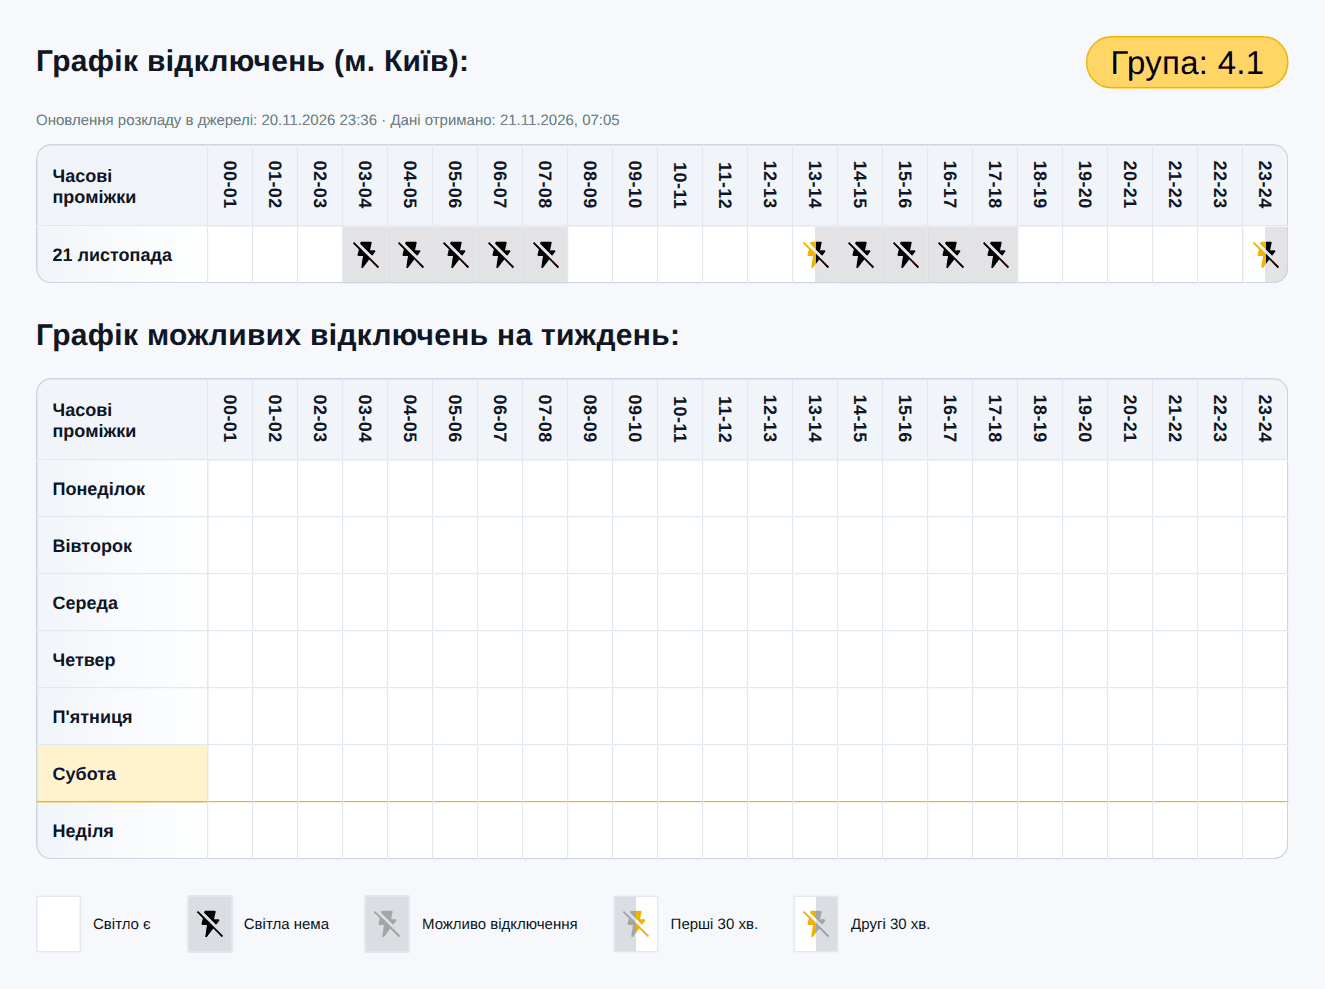 Графік відключень (м. Київ):
Група: 4.1
Оновлення розкладу в джерелі: 20.11.2026 23:36 · Дані отримано: 21.11.2026, 07:05
Часові проміжки 00-01 01-02 02-03 03-04 04-05 05-06 06-07 07-08 08-09 09-10 10-11 11-12 12-13 13-14 14-15 15-16 16-17 17-18 18-19 19-20 20-21 21-22 22-23 23-24
21 листопада
Графік можливих відключень на тиждень:
Часові проміжки 00-01 01-02 02-03 03-04 04-05 05-06 06-07 07-08 08-09 09-10 10-11 11-12 12-13 13-14 14-15 15-16 16-17 17-18 18-19 19-20 20-21 21-22 22-23 23-24
Понеділок
Вівторок
Середа
Четвер
П'ятниця
Субота
Неділя
Світло є Світла нема Можливо відключення Перші 30 хв. Другі 30 хв.